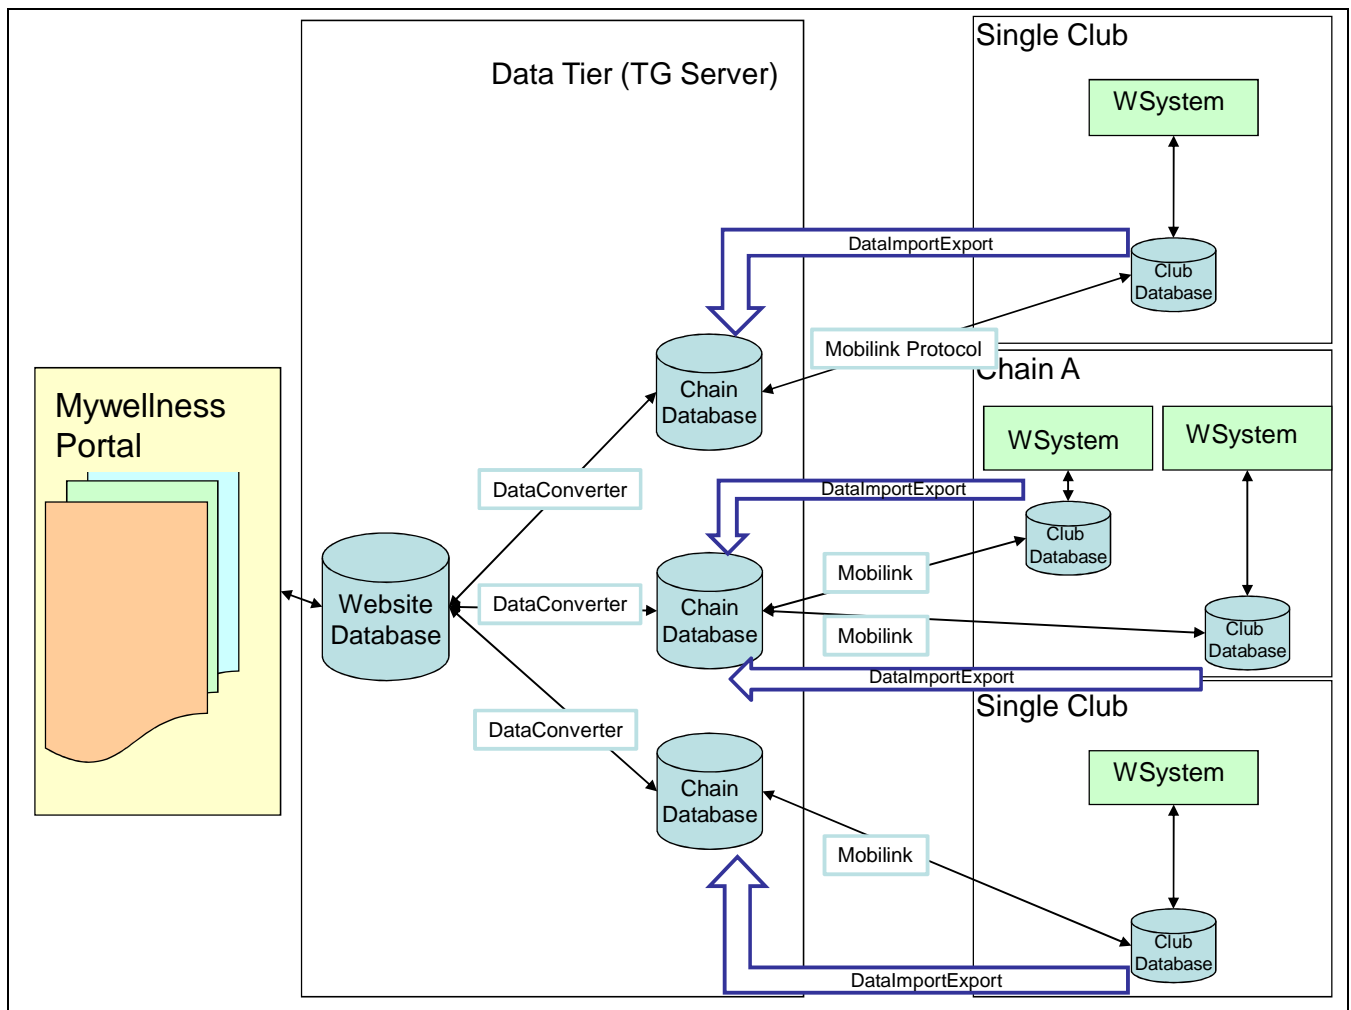 Single Club
Data Tier (TG Server)
WSystem
DataImportExport
Club
Database
Mobilink Protocol
Chain A
Chain
Database
Mywellness
Portal
WSystem
WSystem
DataConverter
DataImportExport
Club
Database
Mobilink
Website
Database
DataConverter
Chain
Database
Mobilink
Club
Database
DataImportExport
Single Club
DataConverter
Chain
Database
WSystem
Mobilink
Club
Database
DataImportExport